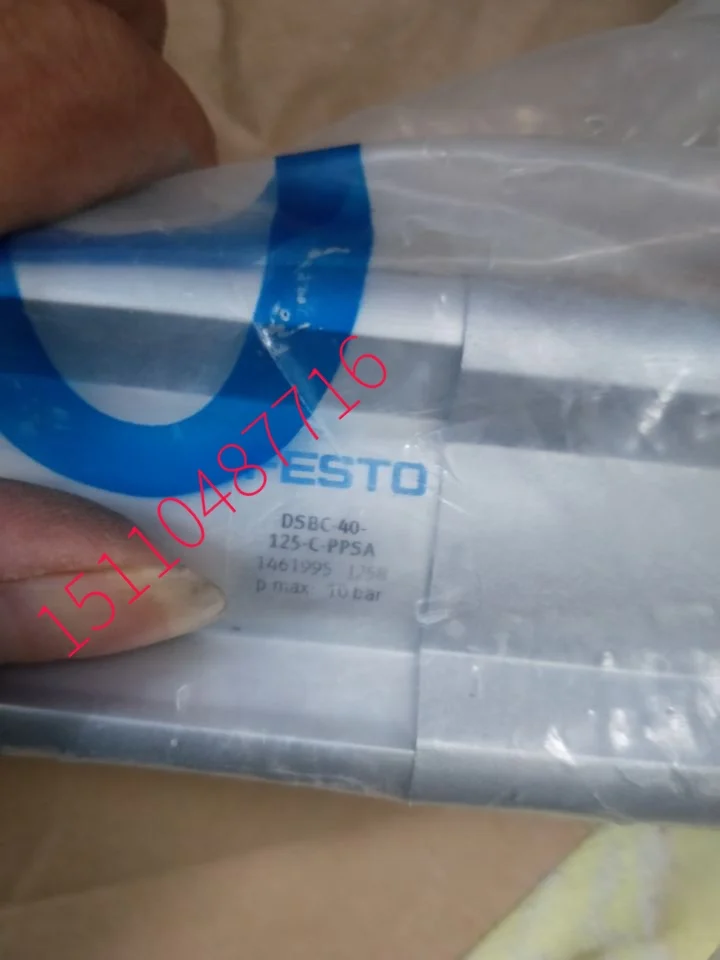 15110487716
FESTO
DSBC-40-
125-C-PPSA
1461995
p max 10 bar